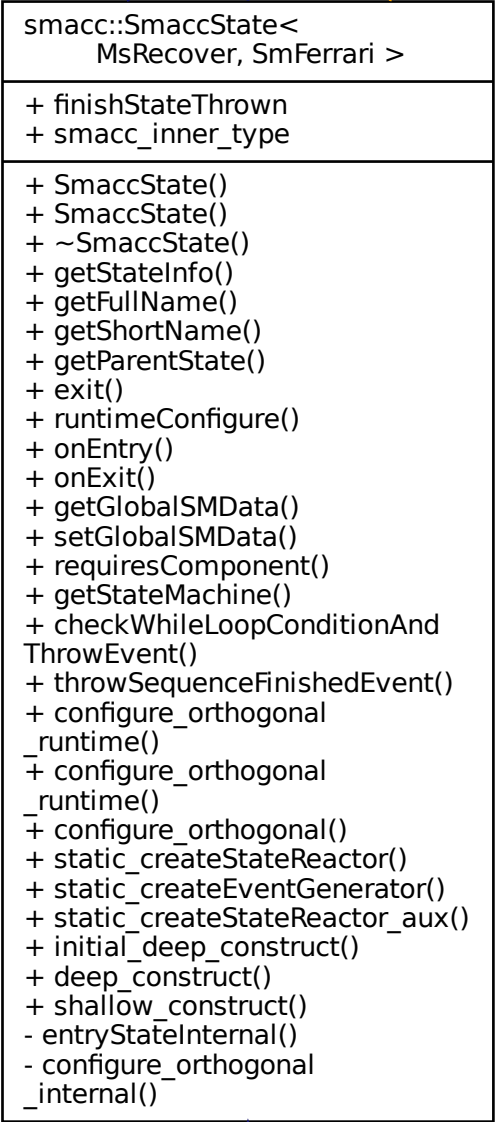 smacc::SmaccState<
MsRecover, SmFerrari >
+ finishStateThrown
+ smacc_inner_type
+ SmaccState()
+ SmaccState()
+ ~SmaccState()
+ getStateInfo()
+ getFullName()
+ getShortName()
+ getParentState()
+ exit()
+ runtimeConfigure()
+ onEntry()
+ onExit()
+ getGlobalSMData()
+ setGlobalSMData()
+ requiresComponent()
+ getStateMachine()
+ checkWhileLoopConditionAnd
ThrowEvent()
+ throwSequenceFinishedEvent()
+ configure_orthogonal
_runtime()
+ configure_orthogonal
_runtime()
+ configure_orthogonal()
+ static_createStateReactor()
+ static_createEventGenerator()
+ static_createStateReactor_aux()
+ initial_deep_construct()
+ deep_construct()
+ shallow_construct()
- entryStateInternal()
- configure_orthogonal
_internal()